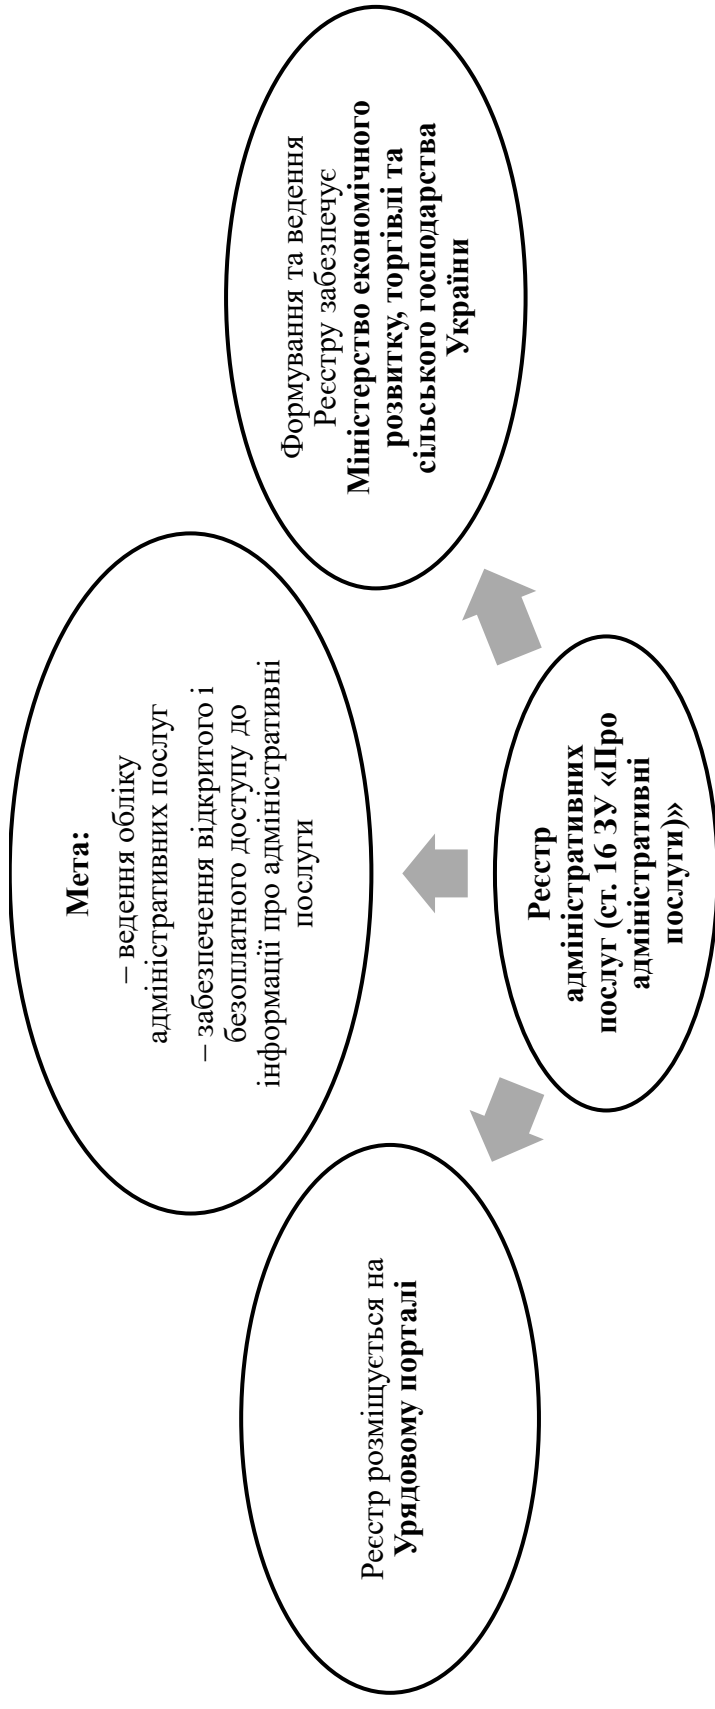 Мета:
– ведення обліку
адміністративних послуг
– забезпечення відкритого і
безоплатного доступу до
інформації про адміністративні
послуги
Реєстр розміщується на
Урядовому порталі
Формування та ведення
Реєстру забезпечує
Міністерство економічного
розвитку, торгівлі та
сільського господарства
України
Реєстр
адміністративних
послуг (ст. 16 ЗУ «Про
адміністративні
послуги)»